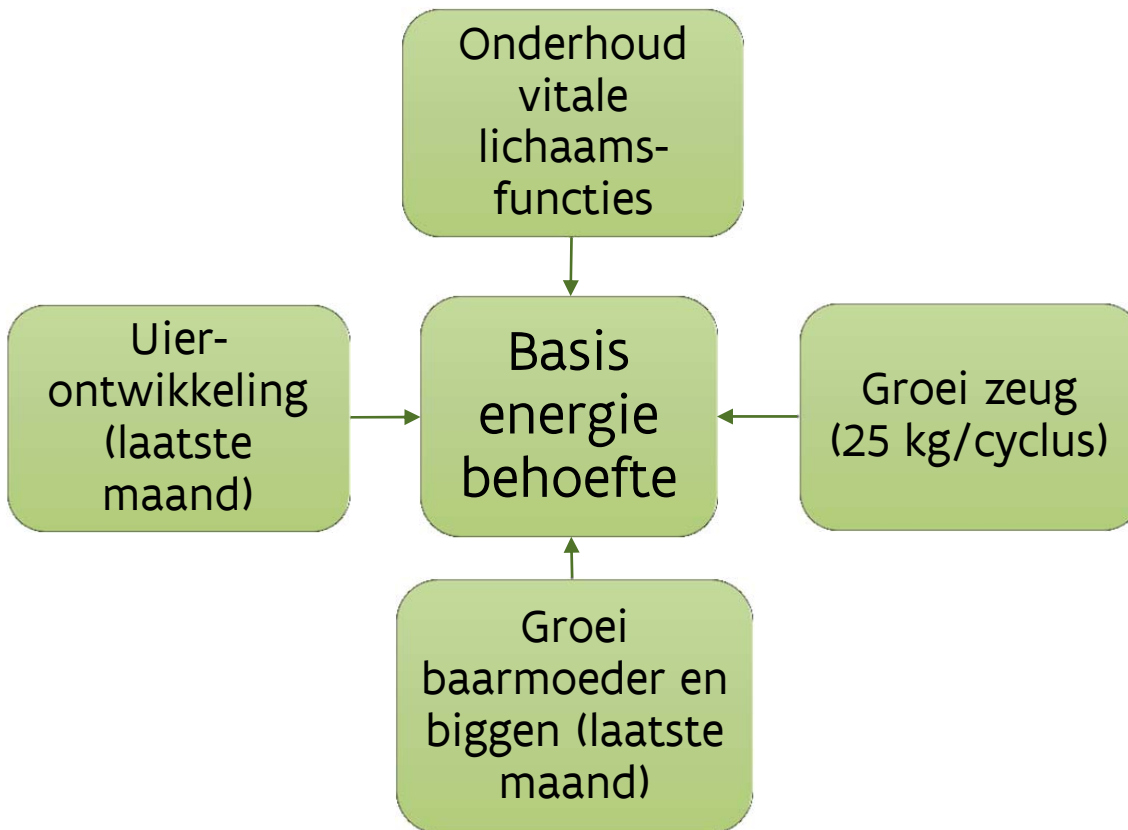 Onderhoud
vitale
lichaams-
functies
Uier-
ontwikkeling
(laatste
maand)
Basis
energie
behoefte
Groei zeug
(25 kg/cyclus)
Groei
baarmoeder en
biggen (laatste
maand)